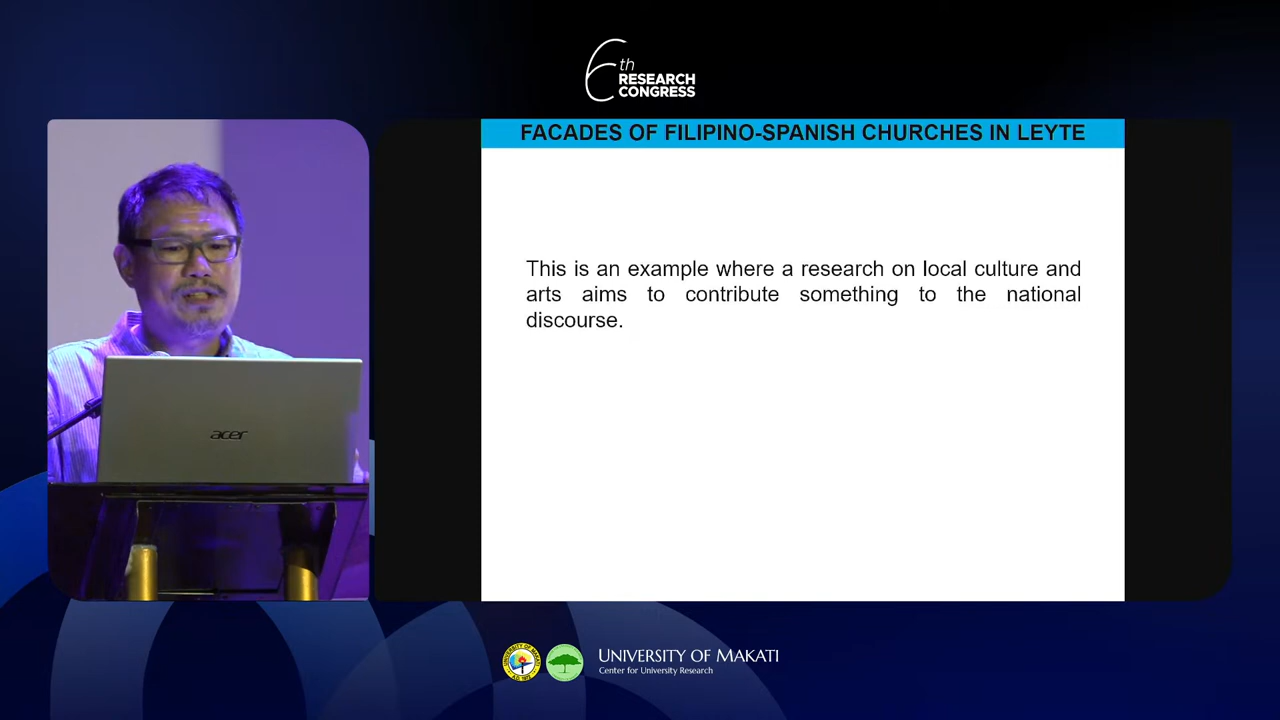 6th
RESEARCH
CONGRESS
FACADES OF FILIPINO-SPANISH CHURCHES IN LEYTE
This is an example where a research on local culture and
arts aims to contribute something to the national
discourse.
acer
UNIVERSITY OF MAKATI
Center for University Research